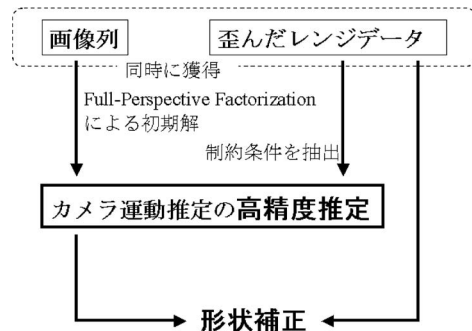 画像列
歪んだレンジデータ
同時に獲得
Full-Perspective Factorization
による初期解
制約条件を抽出
カメラ運動推定の高精度推定
形状補正